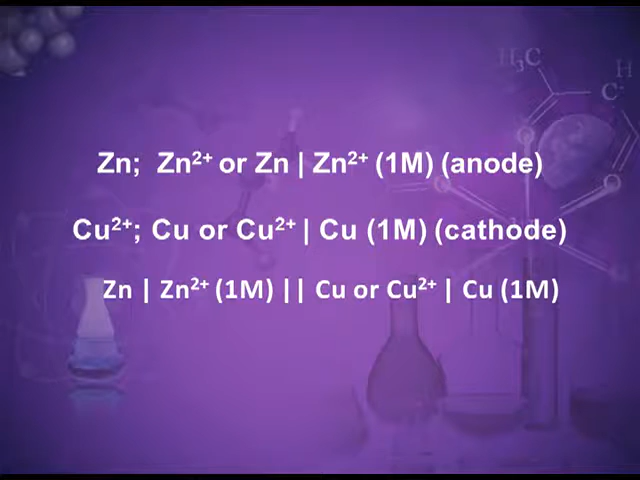 Zn; Zn²⁺ or Zn | Zn²⁺ (1M) (anode)
Cu²⁺; Cu or Cu²⁺ | Cu (1M) (cathode)
Zn | Zn²⁺ (1M) || Cu or Cu²⁺ | Cu (1M)
H₃C
H
C